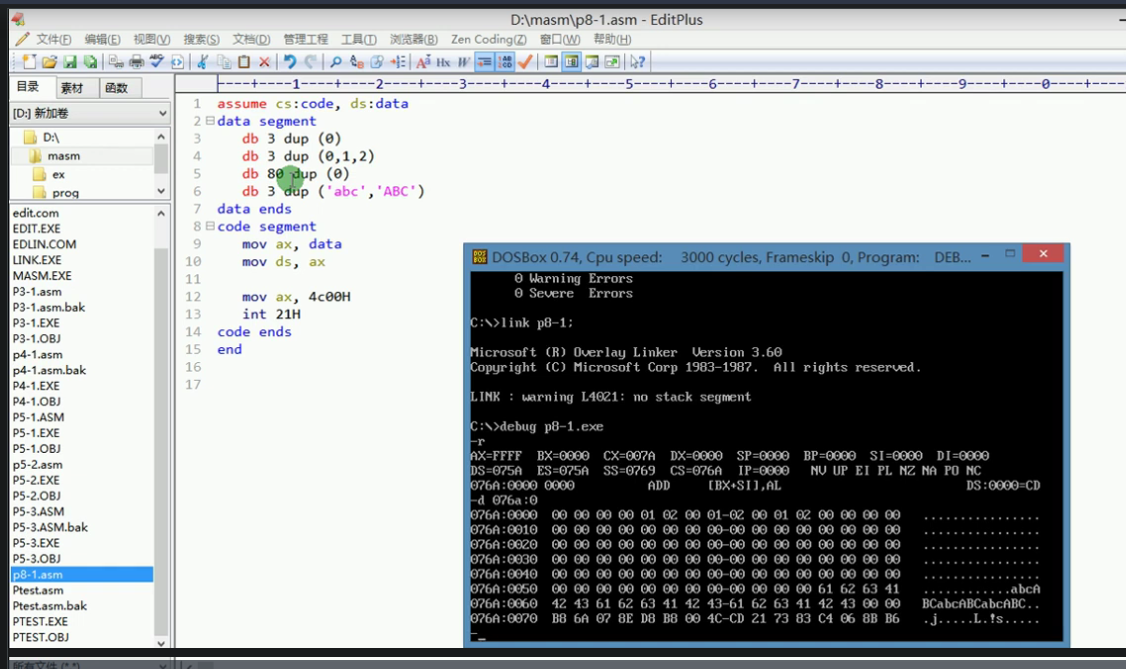 D:\masm\p8-1.asm - EditPlus
文件(F) 编辑(E) 视图(V) 搜索(S) 文档(D) 管理工程 工具(T) 浏览器(B) Zen Coding(Z) 窗口(W) 帮助(H)
目录 素材 函数
----+----1----+----2----+----3----+----4----+----5----+----6----+----7----+----8----+----9----+----0----+--
[D:] 新加卷
D:\
masm
ex
prog
edit.com
EDIT.EXE
EDLIN.COM
LINK.EXE
MASM.EXE
P3-1.asm
P3-1.asm.bak
P3-1.EXE
P3-1.OBJ
p4-1.asm
p4-1.asm.bak
P4-1.EXE
P4-1.OBJ
P5-1.ASM
P5-1.EXE
P5-1.OBJ
p5-2.asm
P5-2.EXE
P5-2.OBJ
P5-3.ASM
P5-3.ASM.bak
P5-3.EXE
P5-3.OBJ
p8-1.asm
Ptest.asm
Ptest.asm.bak
PTEST.EXE
PTEST.OBJ
所有文件 (*.*)
1 assume cs:code, ds:data
2 data segment
3 db 3 dup (0)
4 db 3 dup (0,1,2)
5 db 80 dup (0)
6 db 3 dup ('abc','ABC')
7 data ends
8 code segment
9 mov ax, data
10 mov ds, ax
11
12 mov ax, 4c00H
13 int 21H
14 code ends
15 end
16
17
DOSBox 0.74, Cpu speed: 3000 cycles, Frameskip 0, Program: DEB...
0 Warning Errors
0 Severe Errors
C:\>link p8-1;
Microsoft (R) Overlay Linker Version 3.60
Copyright (C) Microsoft Corp 1983-1987. All rights reserved.
LINK : warning L4021: no stack segment
C:\>debug p8-1.exe
-r
AX=FFFF BX=0000 CX=007A DX=0000 SP=0000 BP=0000 SI=0000 DI=0000
DS=075A ES=075A SS=0769 CS=076A IP=0000 NV UP EI PL NZ NA PO NC
076A:0000 0000 ADD [BX+SI],AL DS:0000=CD
-d 076a:0
076A:0000 00 00 00 00 01 02 00 01-02 00 01 02 00 00 00 00 ................
076A:0010 00 00 00 00 00 00 00 00-00 00 00 00 00 00 00 00 ................
076A:0020 00 00 00 00 00 00 00 00-00 00 00 00 00 00 00 00 ................
076A:0030 00 00 00 00 00 00 00 00-00 00 00 00 00 00 00 00 ................
076A:0040 00 00 00 00 00 00 00 00-00 00 00 00 00 00 00 00 ................
076A:0050 00 00 00 00 00 00 00 00-00 00 00 00 61 62 63 41 ............abcA
076A:0060 42 43 61 62 63 41 42 43-61 62 63 41 42 43 00 00 BCabcABCabcABC..
076A:0070 B8 6A 07 8E D8 B8 00 4C-CD 21 73 83 C4 06 8B B6 .j.....L.!s.....
-_